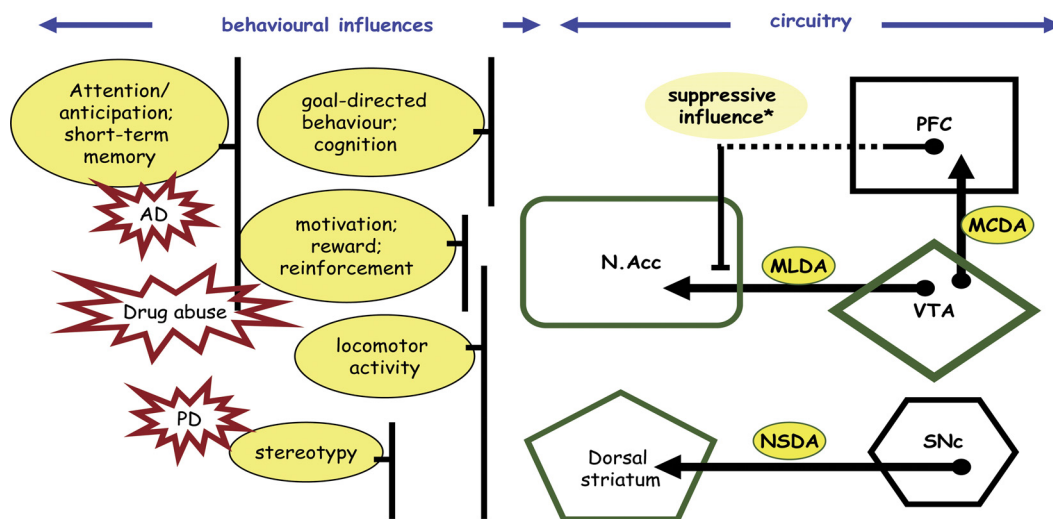 behavioural influences
circuitry
Attention/
anticipation;
short-term
memory
goal-directed
behaviour;
cognition
suppressive
influence*
PFC
AD
motivation;
reward;
reinforcement
MCDA
N.Acc
MLDA
VTA
Drug abuse
locomotor
activity
PD
stereotypy
NSDA
SNc
Dorsal
striatum